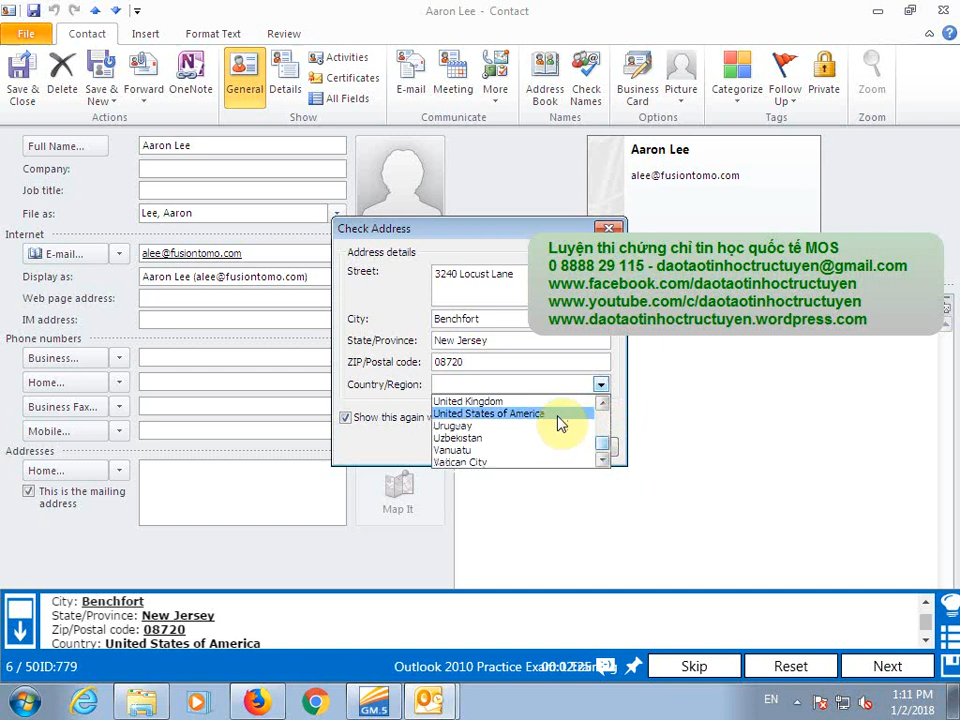 Aaron Lee - Contact
File
Contact
Insert
Format Text
Review
Save & Close
Delete
Save & New
Forward
OneNote
Actions
General
Details
Activities
Certificates
All Fields
Show
E-mail
Meeting
More
Communicate
Address Book
Check Names
Names
Business Card
Picture
Options
Categorize
Follow Up
Private
Tags
Zoom
Zoom
Full Name...
Aaron Lee
Company:
Job title:
File as:
Lee, Aaron
Internet
E-mail...
alee@fusiontomo.com
Display as:
Aaron Lee (alee@fusiontomo.com)
Web page address:
IM address:
Phone numbers
Business...
Home...
Business Fax...
Mobile...
Addresses
Home...
This is the mailing
address
Map It
Aaron Lee
alee@fusiontomo.com
Check Address
Address details
Street:
3240 Locust Lane
City:
Benchfort
State/Province:
New Jersey
ZIP/Postal code:
08720
Country/Region:
United Kingdom
United States of America
Uruguay
Uzbekistan
Vanuatu
Vatican City
Show this again
Luyện thi chứng chỉ tin học quốc tế MOS
0 8888 29 115 - daotaotinhoctructuyen@gmail.com
www.facebook.com/daotaotinhoctructuyen
www.youtube.com/c/daotaotinhoctructuyen
www.daotaotinhoctructuyen.wordpress.com
City: Benchfort
State/Province: New Jersey
Zip/Postal code: 08720
Country: United States of America
6 / 50 ID:779
Outlook 2010 Practice Exam
Skip
Reset
Next
GM.5
EN
1:11 PM
1/2/2018